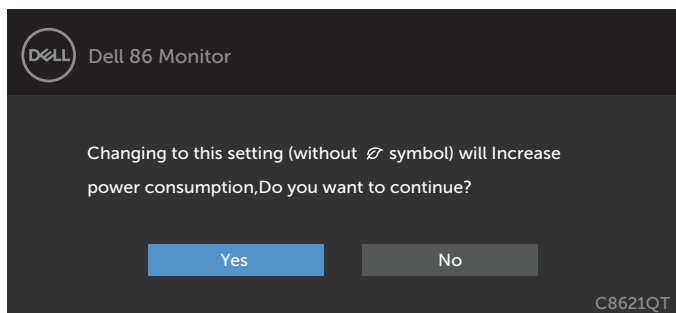 DELL
Dell 86 Monitor
Changing to this setting (without symbol) will Increase
power consumption,Do you want to continue?
Yes
No
C8621QT